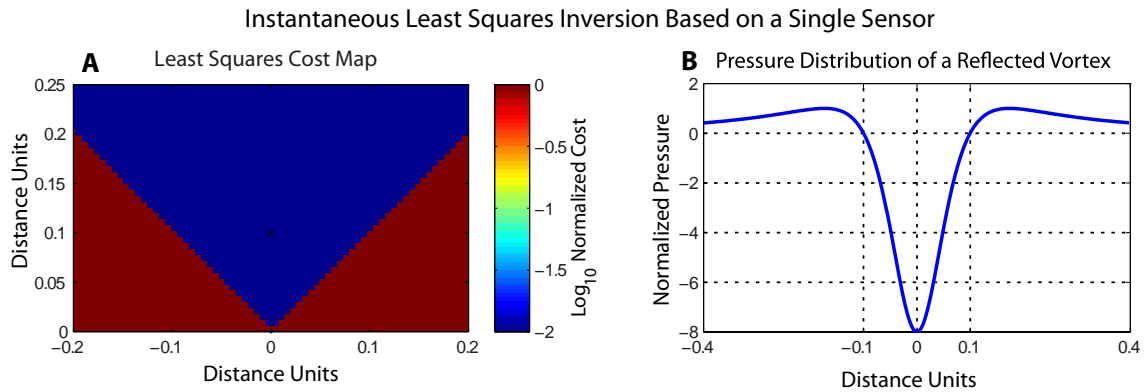 Instantaneous Least Squares Inversion Based on a Single Sensor
A Least Squares Cost Map
0.25
0.2
0.15
0.1
0.05
0
−0.2 −0.1 0 0.1 0.2
Distance Units
Distance Units
0
−0.5
−1
−1.5
−2
Log10 Normalized Cost
B Pressure Distribution of a Reflected Vortex
2
0
−2
−4
−6
−8
−0.4 −0.1 0 0.1 0.4
Normalized Pressure
Distance Units